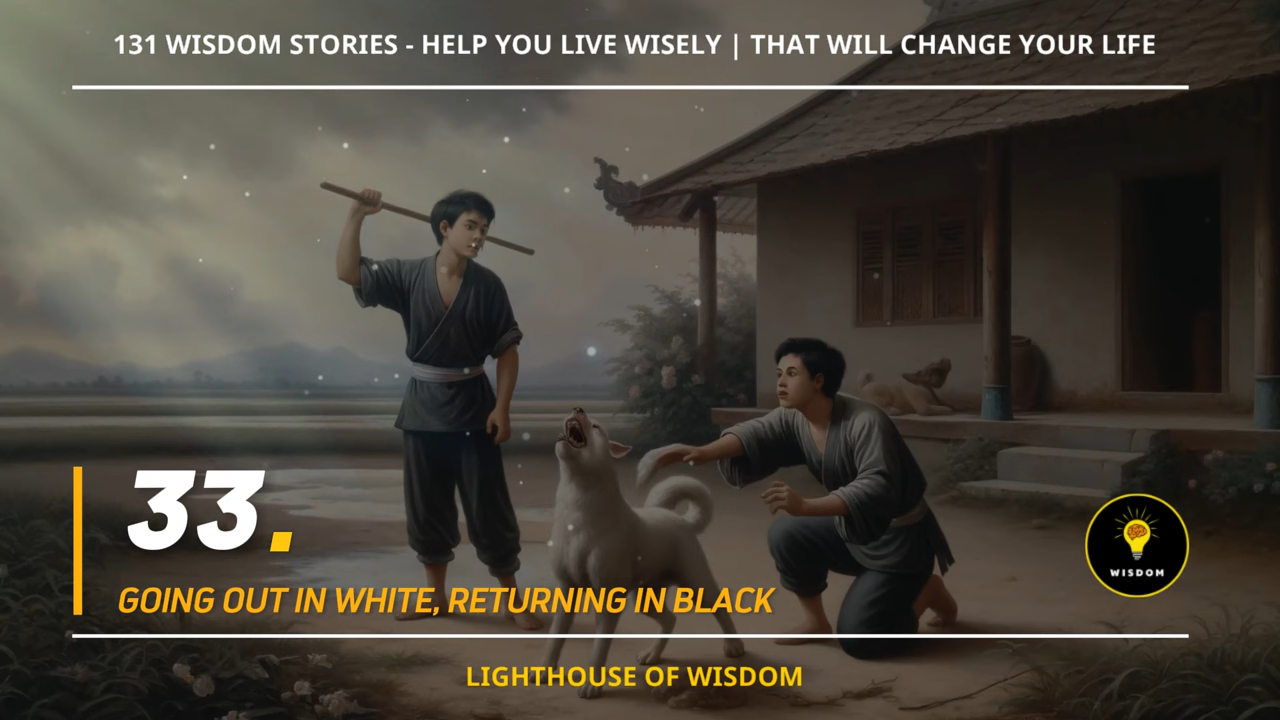 131 WISDOM STORIES - HELP YOU LIVE WISELY | THAT WILL CHANGE YOUR LIFE
33.
GOING OUT IN WHITE, RETURNING IN BLACK
WISDOM
LIGHTHOUSE OF WISDOM